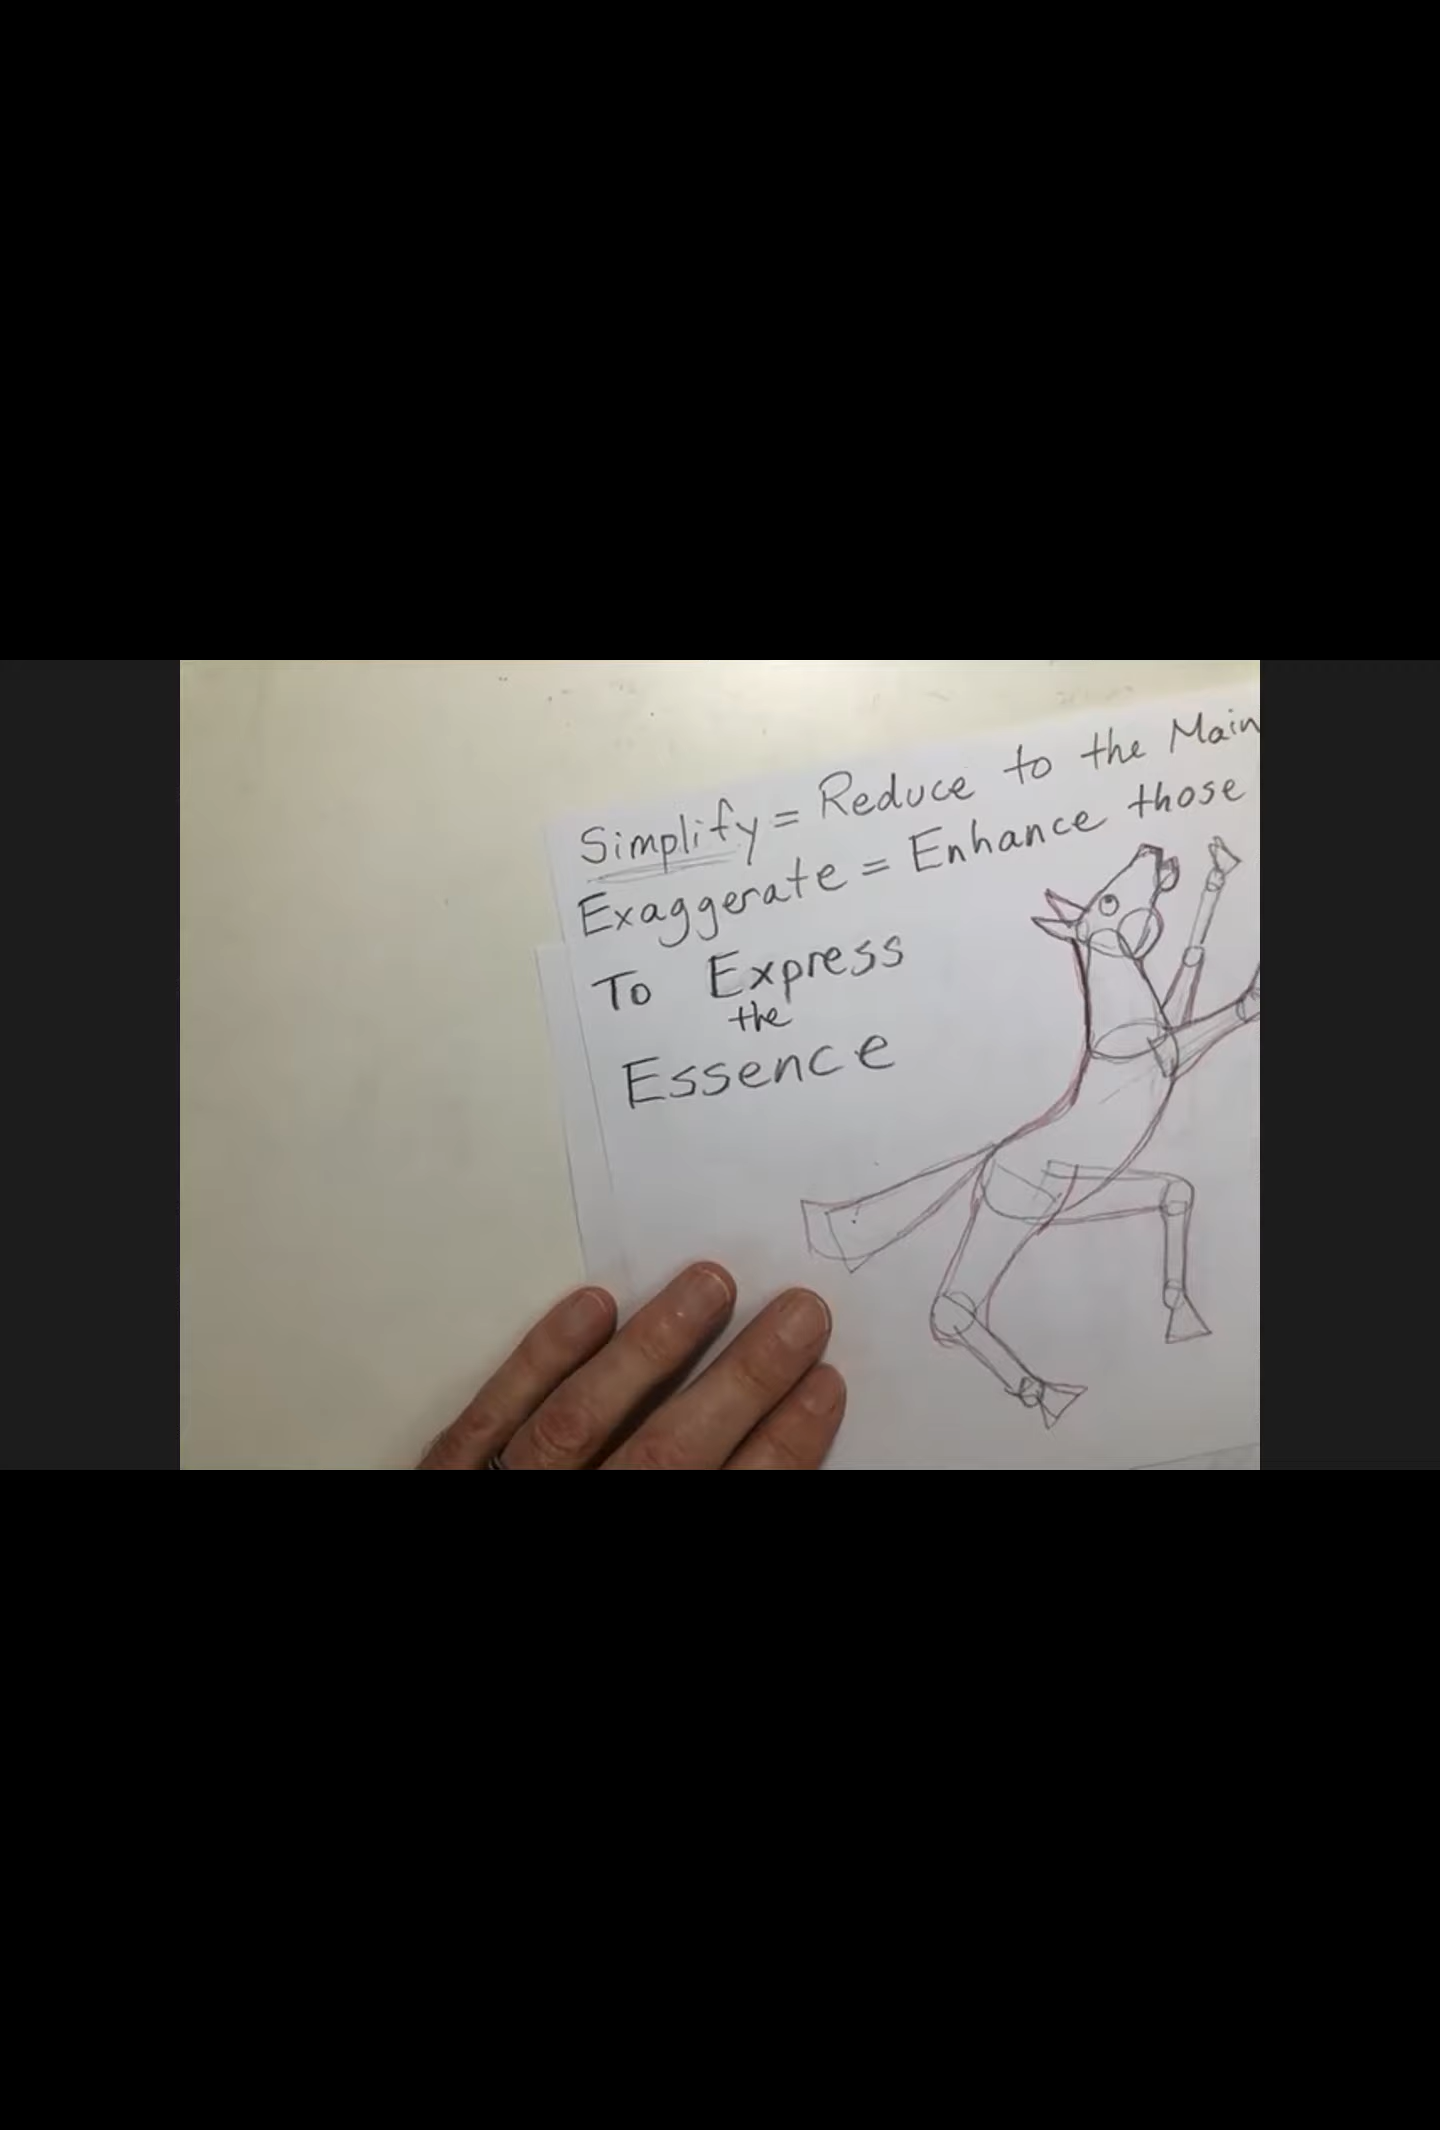 Simplify = Reduce to the Main
Exaggerate = Enhance those
To Express
the
Essence